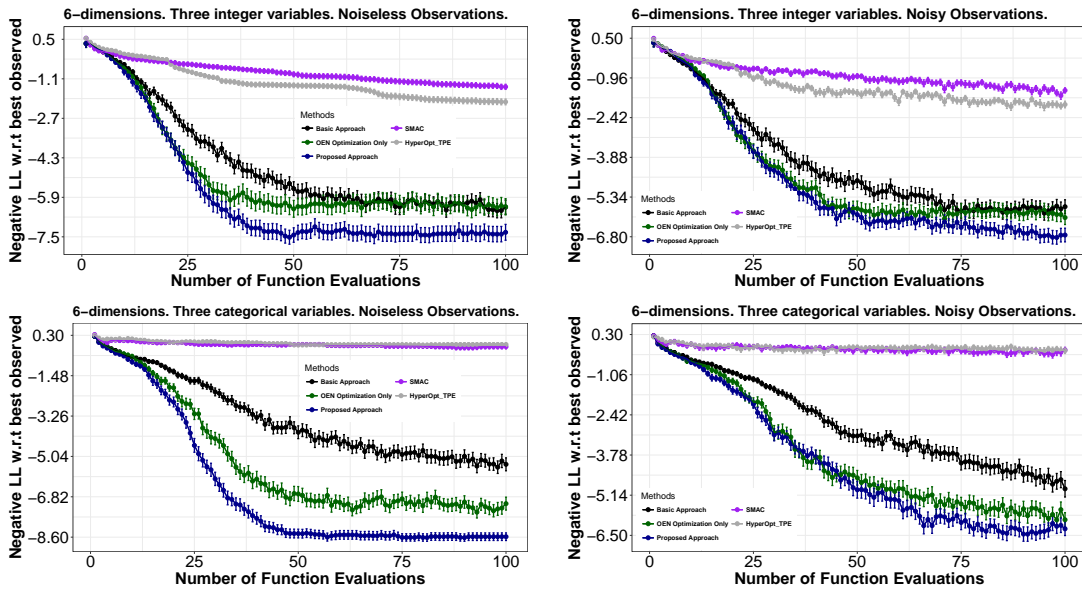 6−dimensions. Three integer variables. Noiseless Observations.
Negative LL w.r.t best observed
0.5
−1.1
−2.7
−4.3
−5.9
−7.5
Methods
Basic Approach SMAC
OEN Optimization Only HyperOpt_TPE
Proposed Approach
0 25 50 75 100
Number of Function Evaluations
6−dimensions. Three integer variables. Noisy Observations.
Negative LL w.r.t best observed
0.50
−0.96
−2.42
−3.88
−5.34
−6.80
Methods
Basic Approach SMAC
OEN Optimization Only HyperOpt_TPE
Proposed Approach
0 25 50 75 100
Number of Function Evaluations
6−dimensions. Three categorical variables. Noiseless Observations.
Negative LL w.r.t best observed
0.30
−1.48
−3.26
−5.04
−6.82
−8.60
Methods
Basic Approach SMAC
OEN Optimization Only HyperOpt_TPE
Proposed Approach
0 25 50 75 100
Number of Function Evaluations
6−dimensions. Three categorical variables. Noisy Observations.
Negative LL w.r.t best observed
0.30
−1.06
−2.42
−3.78
−5.14
−6.50
Methods
Basic Approach SMAC
OEN Optimization Only HyperOpt_TPE
Proposed Approach
0 25 50 75 100
Number of Function Evaluations